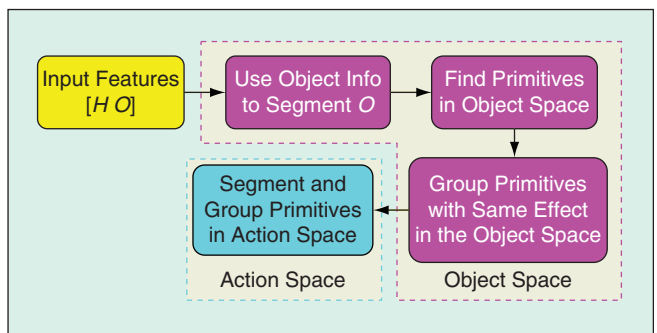 Input Features
[H O]
Use Object Info
to Segment O
Find Primitives
in Object Space
Group Primitives
with Same Effect
in the Object Space
Segment and
Group Primitives
in Action Space
Action Space
Object Space